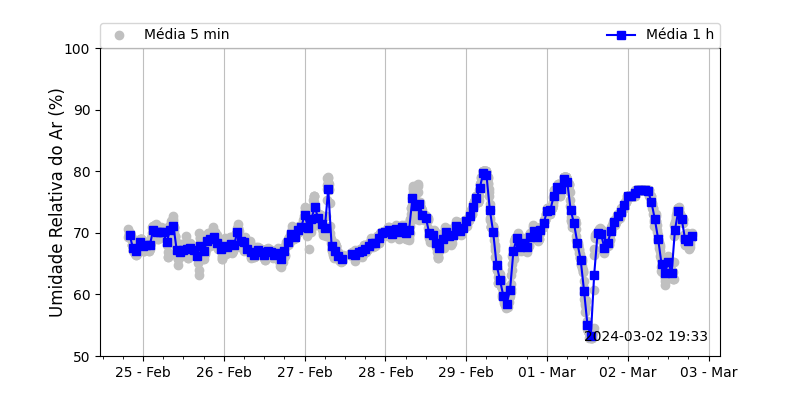 Média 5 min
Média 1 h
Umidade Relativa do Ar (%)
100
90
80
70
60
50
2024-03-02 19:33
25 - Feb
26 - Feb
27 - Feb
28 - Feb
29 - Feb
01 - Mar
02 - Mar
03 - Mar